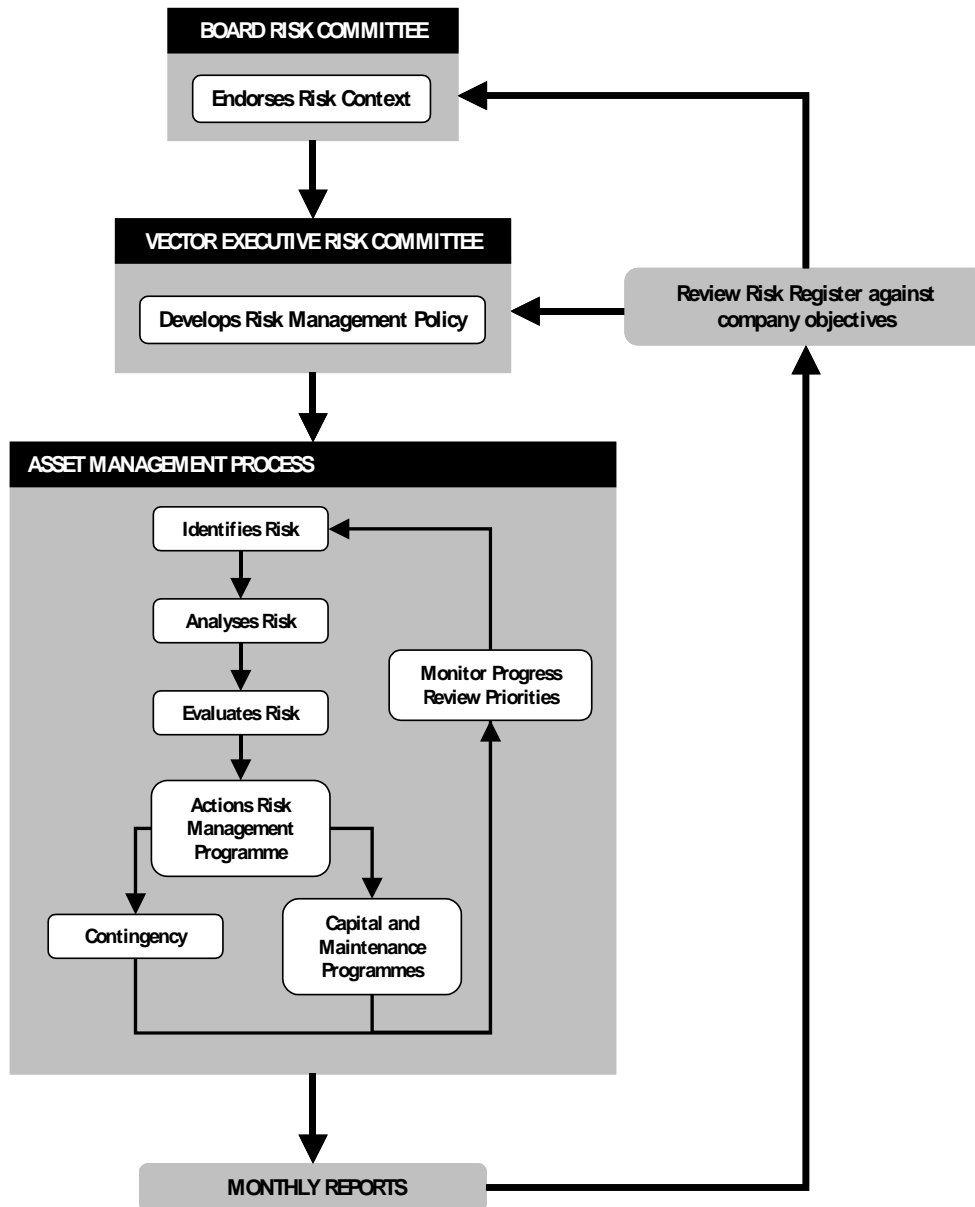 BOARD RISK COMMITTEE
Endorses Risk Context
VECTOR EXECUTIVE RISK COMMITTEE
Develops Risk Management Policy
Review Risk Register against
company objectives
ASSET MANAGEMENT PROCESS
Identifies Risk
Analyses Risk
Monitor Progress
Review Priorities
Evaluates Risk
Actions Risk
Management
Programme
Contingency
Capital and
Maintenance
Programmes
MONTHLY REPORTS